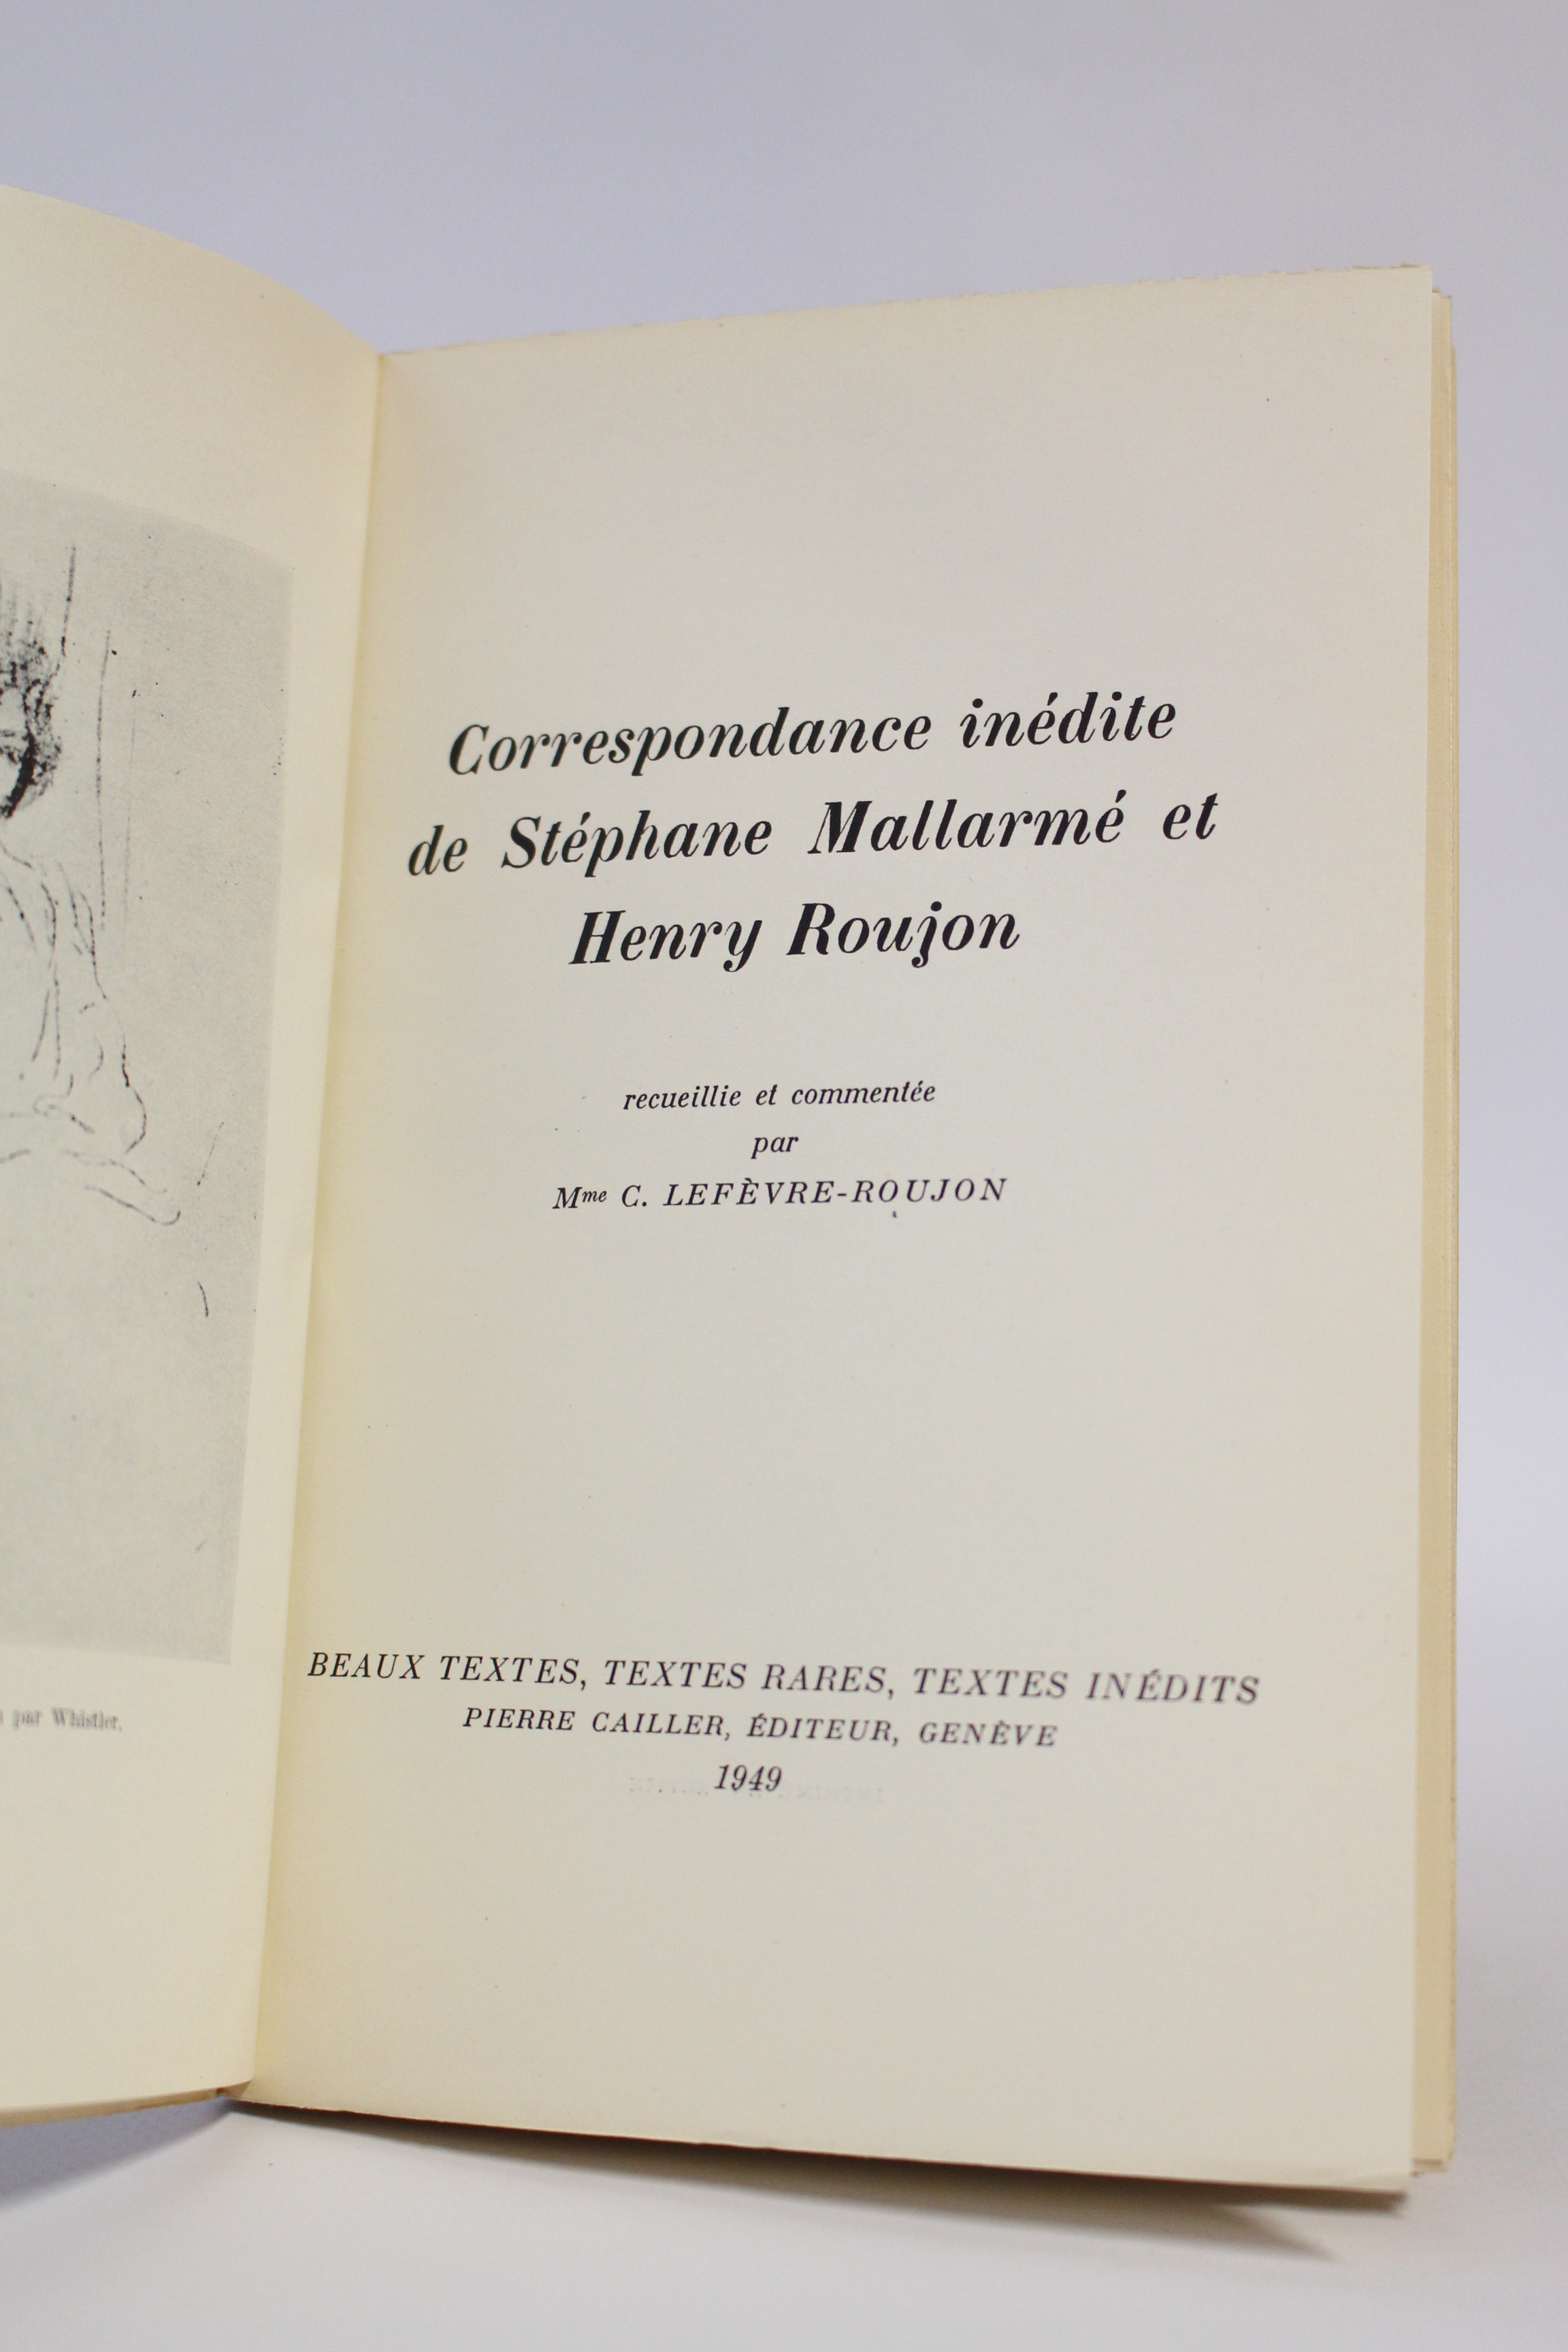 par Whistler.
Correspondance inédite
de Stéphane Mallarmé et
Henry Roujon
recueillie et commentée
par
Mme C. LEFÈVRE-ROUJON
BEAUX TEXTES, TEXTES RARES, TEXTES INÉDITS
PIERRE CAILLER, ÉDITEUR, GENÈVE
1949